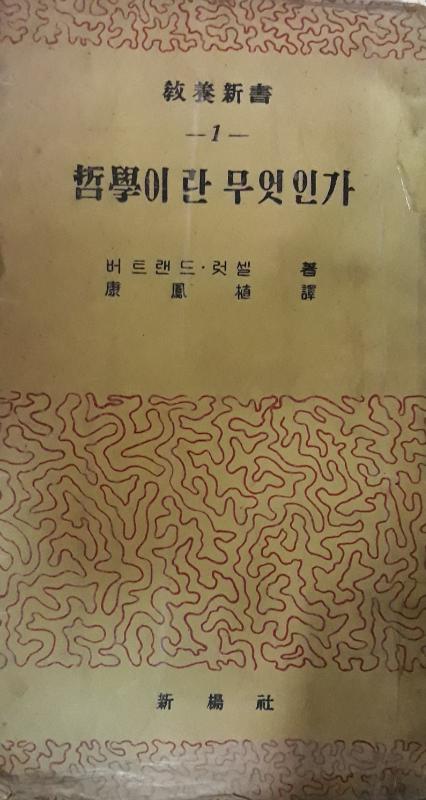 敎養新書
—1—
哲學이란 무엇인가
버트랜드·럿셀 著
康鳳植 譯
新楊社